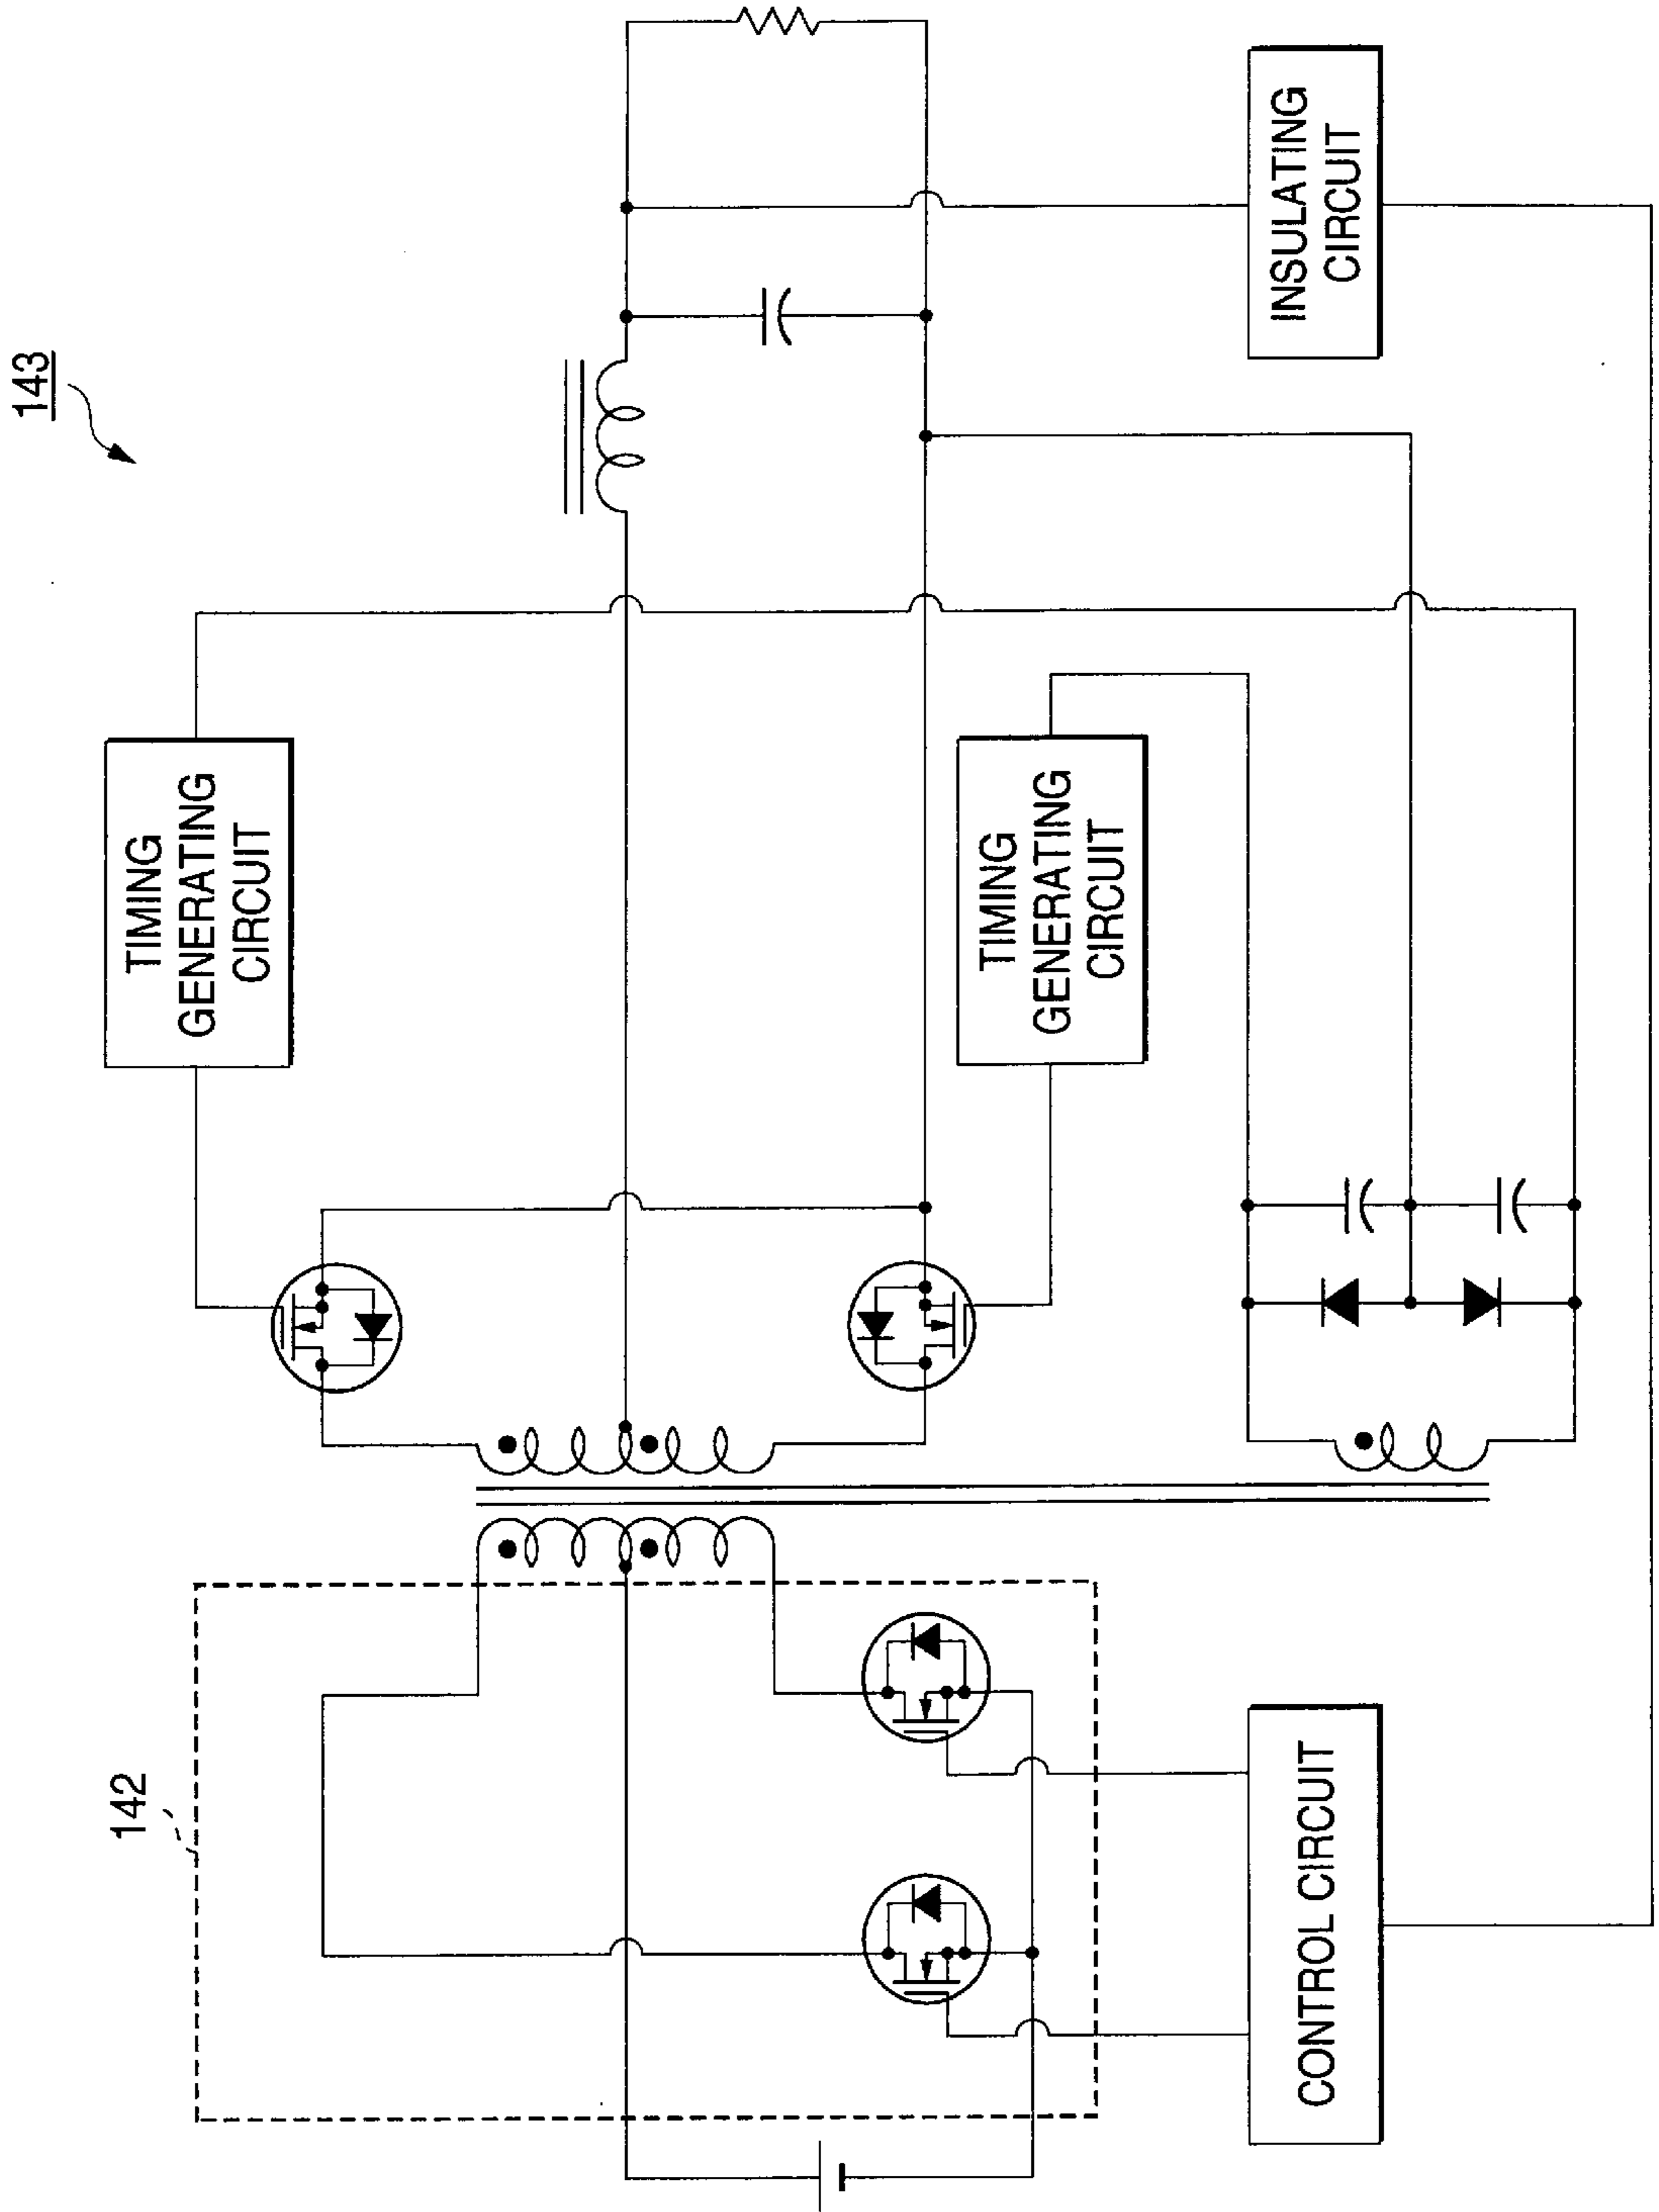 143
142
TIMING
GENERATING
CIRCUIT
TIMING
GENERATING
CIRCUIT
INSULATING
CIRCUIT
CONTROL CIRCUIT